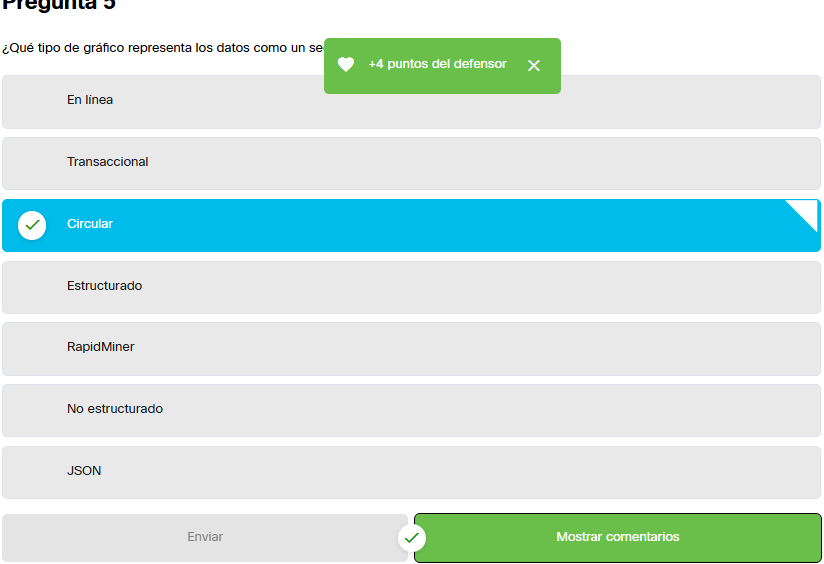 Pregunta 5
¿Qué tipo de gráfico representa los datos como un
+4 puntos del defensor
En línea
Transaccional
Circular
Estructurado
RapidMiner
No estructurado
JSON
Enviar
Mostrar comentarios